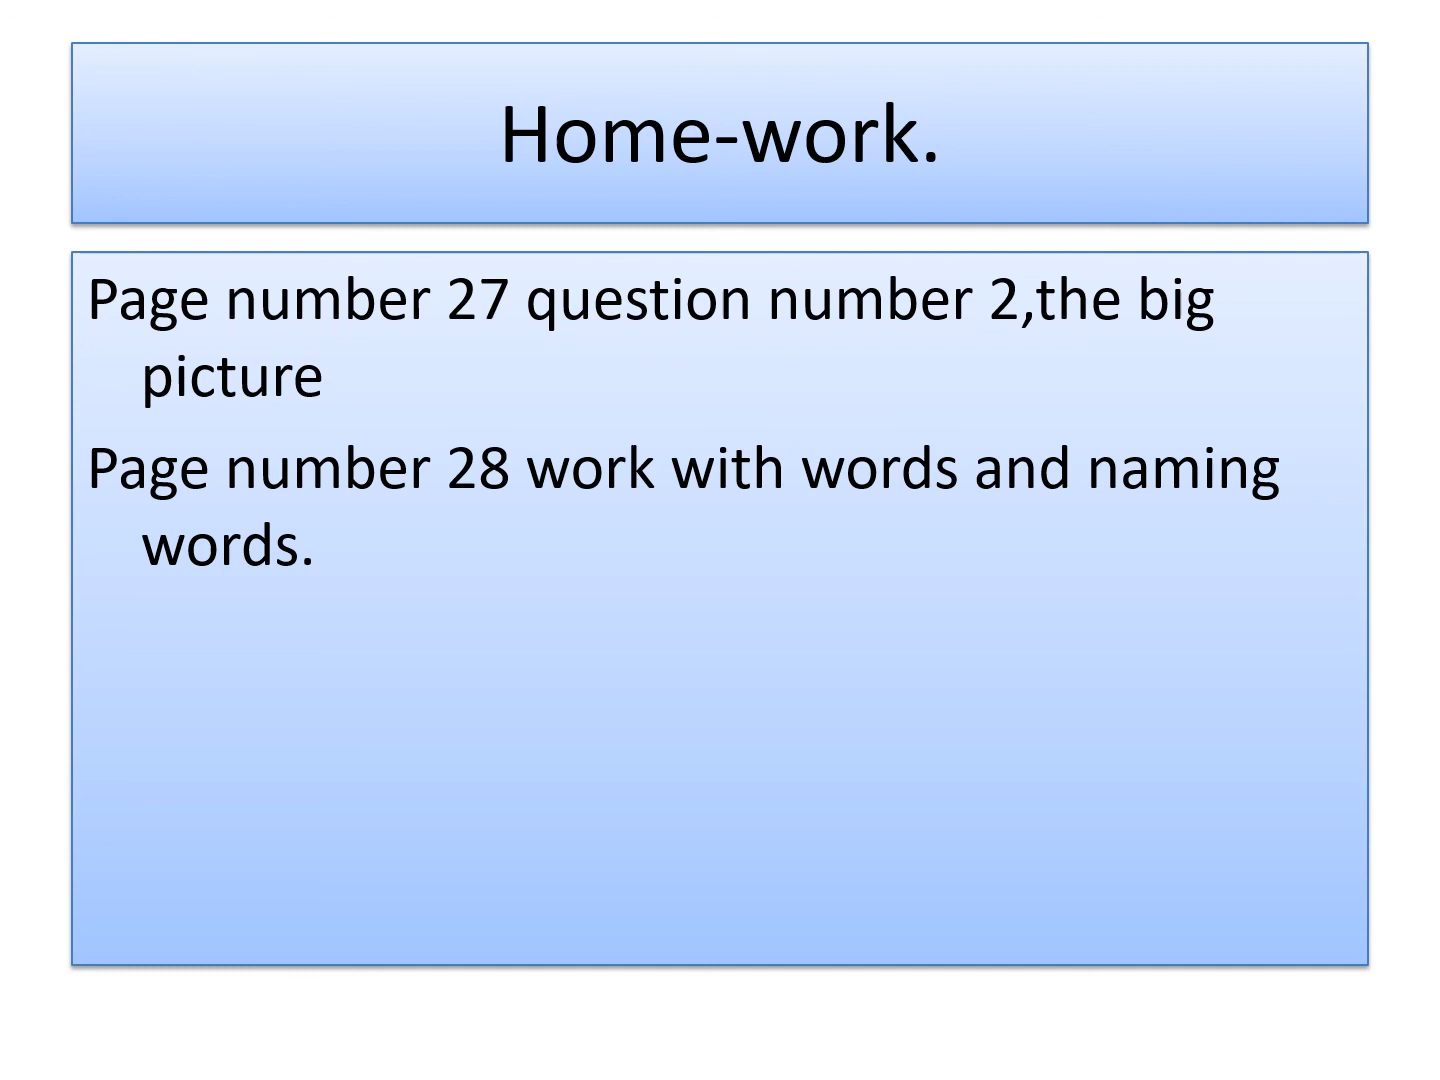 Home-work.
Page number 27 question number 2,the big
picture
Page number 28 work with words and naming
words.